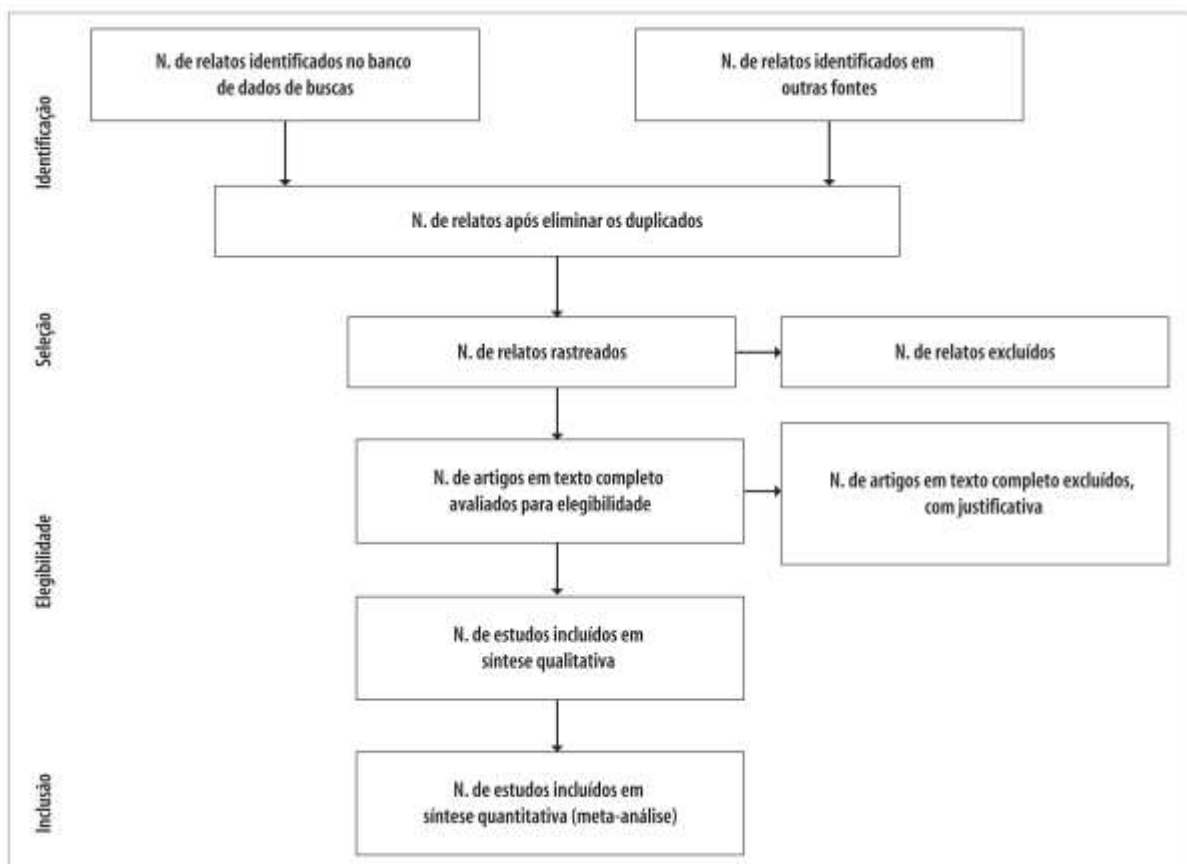 Identificação
N. de relatos identificados no banco
de dados de buscas
N. de relatos identificados em
outras fontes
N. de relatos após eliminar os duplicados
Seleção
N. de relatos rastreados
N. de relatos excluídos
Elegibilidade
N. de artigos em texto completo
avaliados para elegibilidade
N. de artigos em texto completo excluídos,
com justificativa
N. de estudos incluídos em
síntese qualitativa
Inclusão
N. de estudos incluídos em
síntese quantitativa (meta-análise)